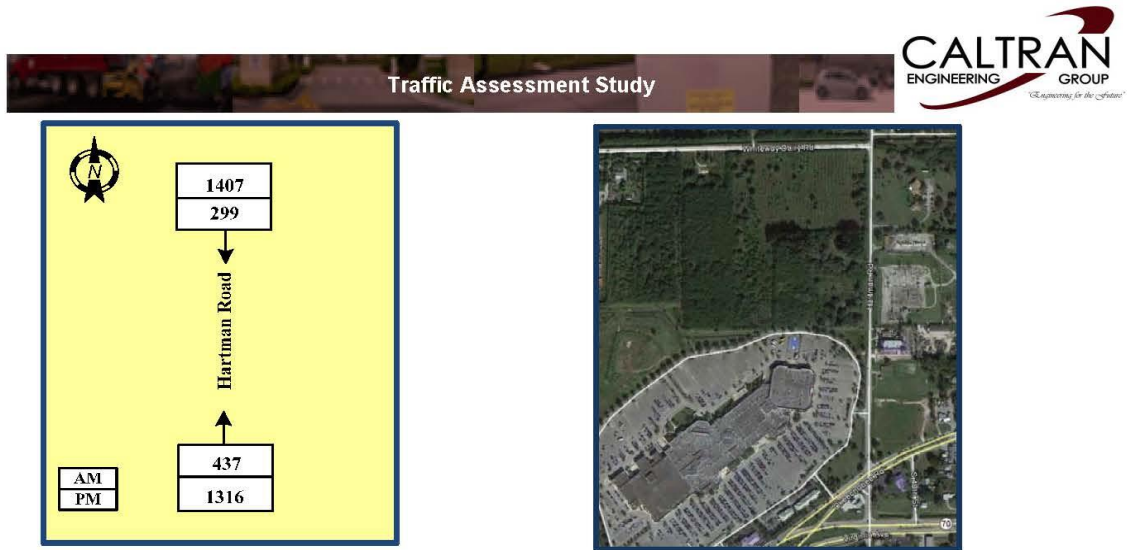 CALTRAN
ENGINEERING GROUP
"Engineering for the Future"
Traffic Assessment Study
N
1407
299
Hartman Road
437
1316
AM
PM
70